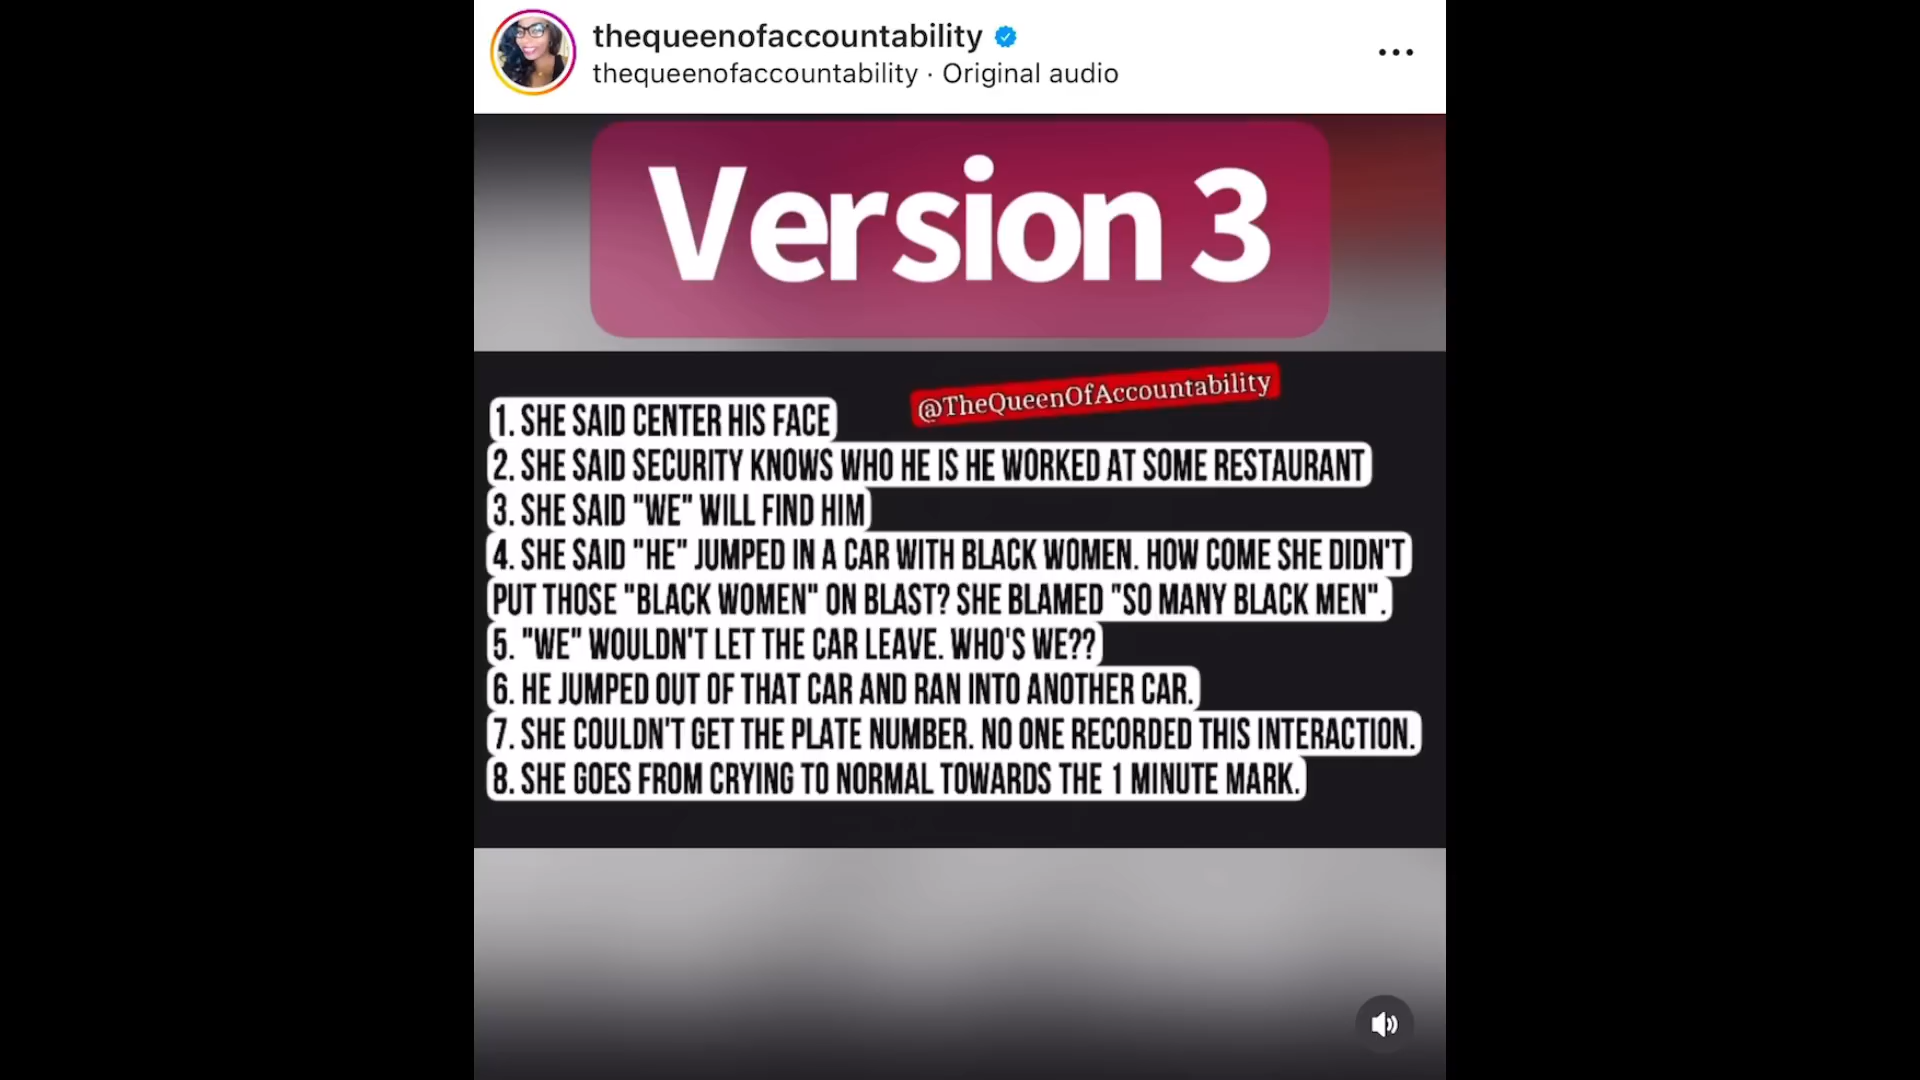 thequeenofaccountability
thequeenofaccountability · Original audio
Version 3
@TheQueenOfAccountability
1. SHE SAID CENTER HIS FACE
2. SHE SAID SECURITY KNOWS WHO HE IS HE WORKED AT SOME RESTAURANT
3. SHE SAID "WE" WILL FIND HIM
4. SHE SAID "HE" JUMPED IN A CAR WITH BLACK WOMEN. HOW COME SHE DIDN'T
PUT THOSE "BLACK WOMEN" ON BLAST? SHE BLAMED "SO MANY BLACK MEN".
5. "WE" WOULDN'T LET THE CAR LEAVE. WHO'S WE??
6. HE JUMPED OUT OF THAT CAR AND RAN INTO ANOTHER CAR.
7. SHE COULDN'T GET THE PLATE NUMBER. NO ONE RECORDED THIS INTERACTION.
8. SHE GOES FROM CRYING TO NORMAL TOWARDS THE 1 MINUTE MARK.